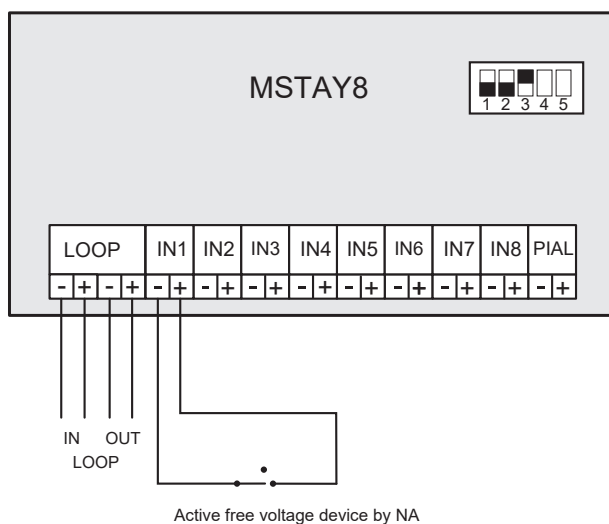 MSTAY8
1 2 3 4 5
LOOP IN1 IN2 IN3 IN4 IN5 IN6 IN7 IN8 PIAL
- + - + - + - + - + - + - + - + - + - + - +
IN OUT
LOOP
Active free voltage device by NA